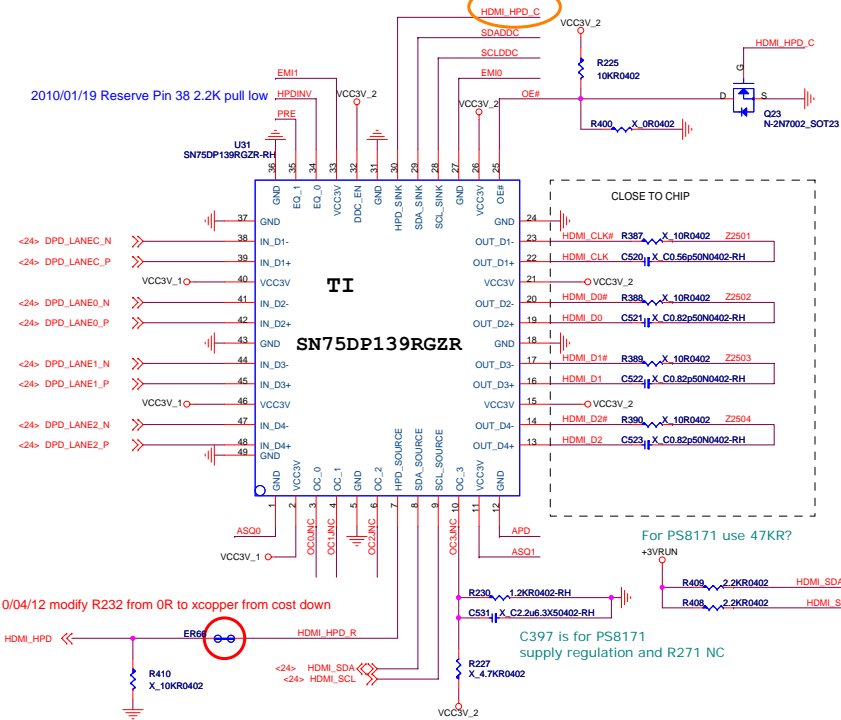 HDMI_HPD_C
SDADDC
SCLDDC
EMI0
OE#
VCC3V_2
R225
10KR0402
HDMI_HPD_C
G
D
S
Q23
N-2N7002_SOT23
R400
X_0R0402
VCC3V_2
EMI1
HPDINV
PRE
VCC3V_2
2010/01/19 Reserve Pin 38 2.2K pull low
U31
SN75DP139RGZR-RH
36
35
34
33
32
31
30
29
28
27
26
25
GND
EQ_1
EQ_0
VCC3V
DDC_EN
GND
HPD_SINK
SDA_SINK
SCL_SINK
GND
VCC3V
OE#
CLOSE TO CHIP
37 GND
<24> DPD_LANEC_N 38 IN_D1-
<24> DPD_LANEC_P 39 IN_D1+
VCC3V_1 40 VCC3V
<24> DPD_LANE0_N 41 IN_D2-
<24> DPD_LANE0_P 42 IN_D2+
43 GND
<24> DPD_LANE1_N 44 IN_D3-
<24> DPD_LANE1_P 45 IN_D3+
VCC3V_1 46 VCC3V
<24> DPD_LANE2_N 47 IN_D4-
<24> DPD_LANE2_P 48 IN_D4+
49 GND
TI
SN75DP139RGZR
GND 24
OUT_D1- 23 HDMI_CLK# R387 X_10R0402 Z2501
OUT_D1+ 22 HDMI_CLK C520 X_C0.56p50N0402-RH
VCC3V 21 VCC3V_2
OUT_D2- 20 HDMI_D0# R388 X_10R0402 Z2502
OUT_D2+ 19 HDMI_D0 C521 X_C0.82p50N0402-RH
GND 18
OUT_D3- 17 HDMI_D1# R389 X_10R0402 Z2503
OUT_D3+ 16 HDMI_D1 C522 X_C0.82p50N0402-RH
VCC3V 15 VCC3V_2
OUT_D4- 14 HDMI_D2# R390 X_10R0402 Z2504
OUT_D4+ 13 HDMI_D2 C523 X_C0.82p50N0402-RH
GND
VCC3V
OC_0
OC_1
GND
OC_2
HPD_SOURCE
SDA_SOURCE
SCL_SOURCE
OC_3
VCC3V
GND
1
2
3
4
5
6
7
8
9
10
11
12
ASQ0
VCC3V_1
OC0JNC
OC1JNC
OC2JNC
OC3JNC
APD
ASQ1
For PS8171 use 47KR?
+3VRUN
R409 2.2KR0402 HDMI_SDA
R408 2.2KR0402 HDMI_S
R230 1.2KR0402-RH
C531 X_C2.2u6.3X50402-RH
C397 is for PS8171
supply regulation and R271 NC
R227
X_4.7KR0402
VCC3V_2
0/04/12 modify R232 from 0R to xcopper from cost down
HDMI_HPD
ER66
HDMI_HPD_R
R410
X_10KR0402
<24> HDMI_SDA
<24> HDMI_SCL